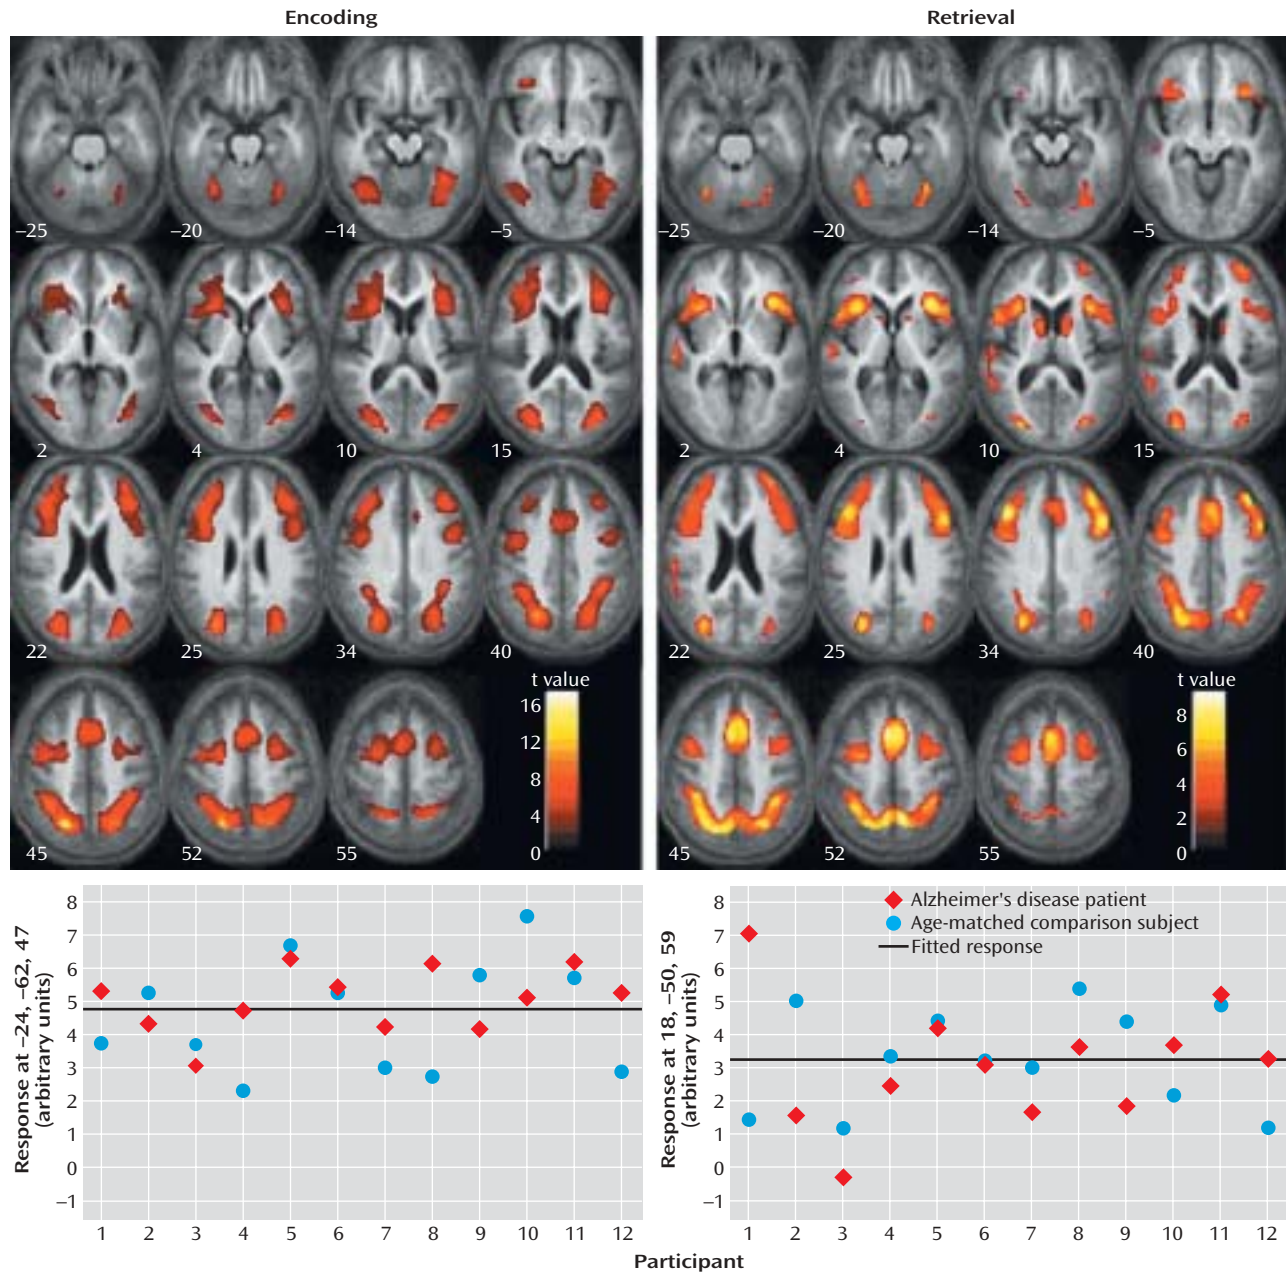 Encoding
Retrieval
–25 –20 –14 –5
2 4 10 15
22 25 34 40
t value
16
12
8
4
0
45 52 55
–25 –20 –14 –5
2 4 10 15
22 25 34 40
t value
8
6
4
2
0
45 52 55
Response at –24, –62, 47
(arbitrary units)
8
7
6
5
4
3
2
1
0
–1
1 2 3 4 5 6 7 8 9 10 11 12
Response at 18, –50, 59
(arbitrary units)
8
7
6
5
4
3
2
1
0
–1
Alzheimer's disease patient
Age-matched comparison subject
Fitted response
1 2 3 4 5 6 7 8 9 10 11 12
Participant